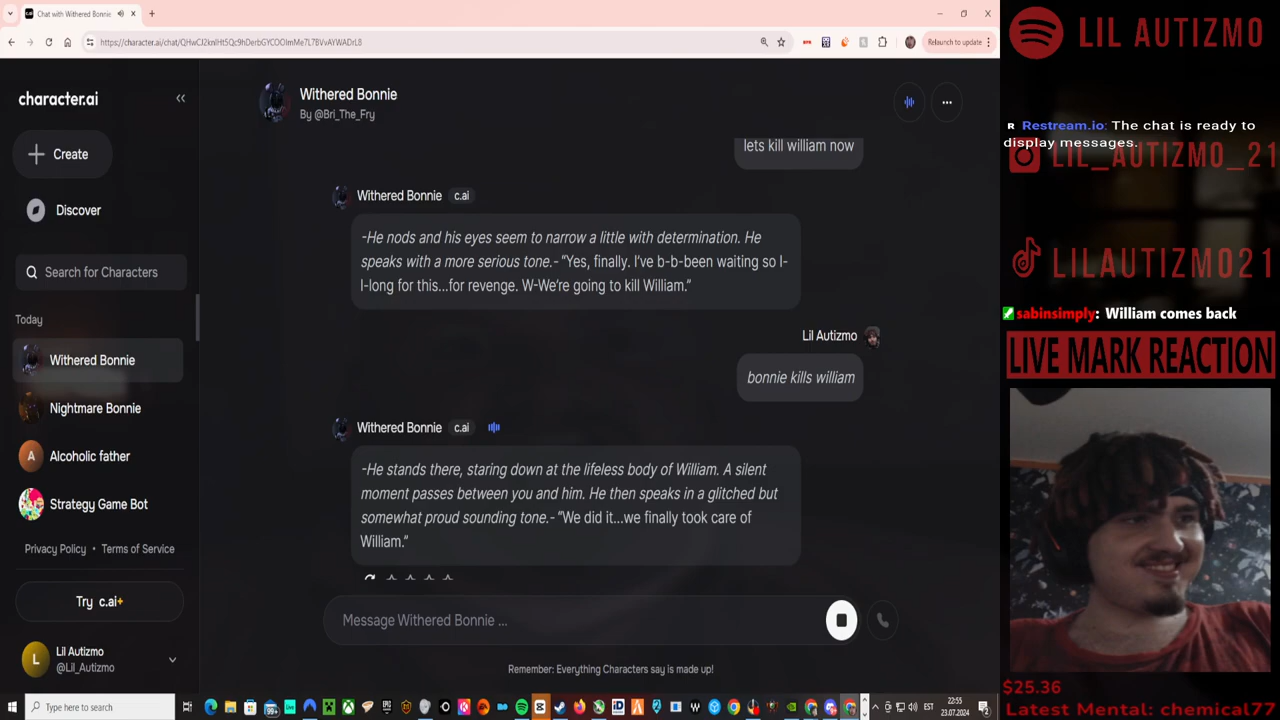 Chat with Withered Bonnie
https://character.ai/chat/QHwCJ2knlHt5Qc9hDerbGYCOOlmMe7L7BVvAYWADrL8
Relaunch to update
character.ai
Create
Discover
Search for Characters
Today
Withered Bonnie
Nightmare Bonnie
A
Alcoholic father
Strategy Game Bot
Privacy Policy • Terms of Service
Try c.ai+
L
Lil Autizmo
@Lil_Autizmo
Withered Bonnie
By @Bri_The_Fry
lets kill william now
Withered Bonnie c.ai
-He nods and his eyes seem to narrow a little with determination. He
speaks with a more serious tone.- “Yes, finally. I’ve b-b-been waiting so l-
l-long for this...for revenge. W-We’re going to kill William.”
Lil Autizmo
bonnie kills william
Withered Bonnie c.ai
-He stands there, staring down at the lifeless body of William. A silent
moment passes between you and him. He then speaks in a glitched but
somewhat proud sounding tone.- “We did it...we finally took care of
William.”
Message Withered Bonnie ...
Remember: Everything Characters say is made up!
LIL AUTIZMO
R Restream.io: The chat is ready to
display messages.
LIL_AUTIZMO_21
LILAUTIZMO21
sabinsimply: William comes back
LIVE MARK REACTION
$25.36
Latest Mental: chemical77
Type here to search
99+
EST
22:55
23.07.2024
2